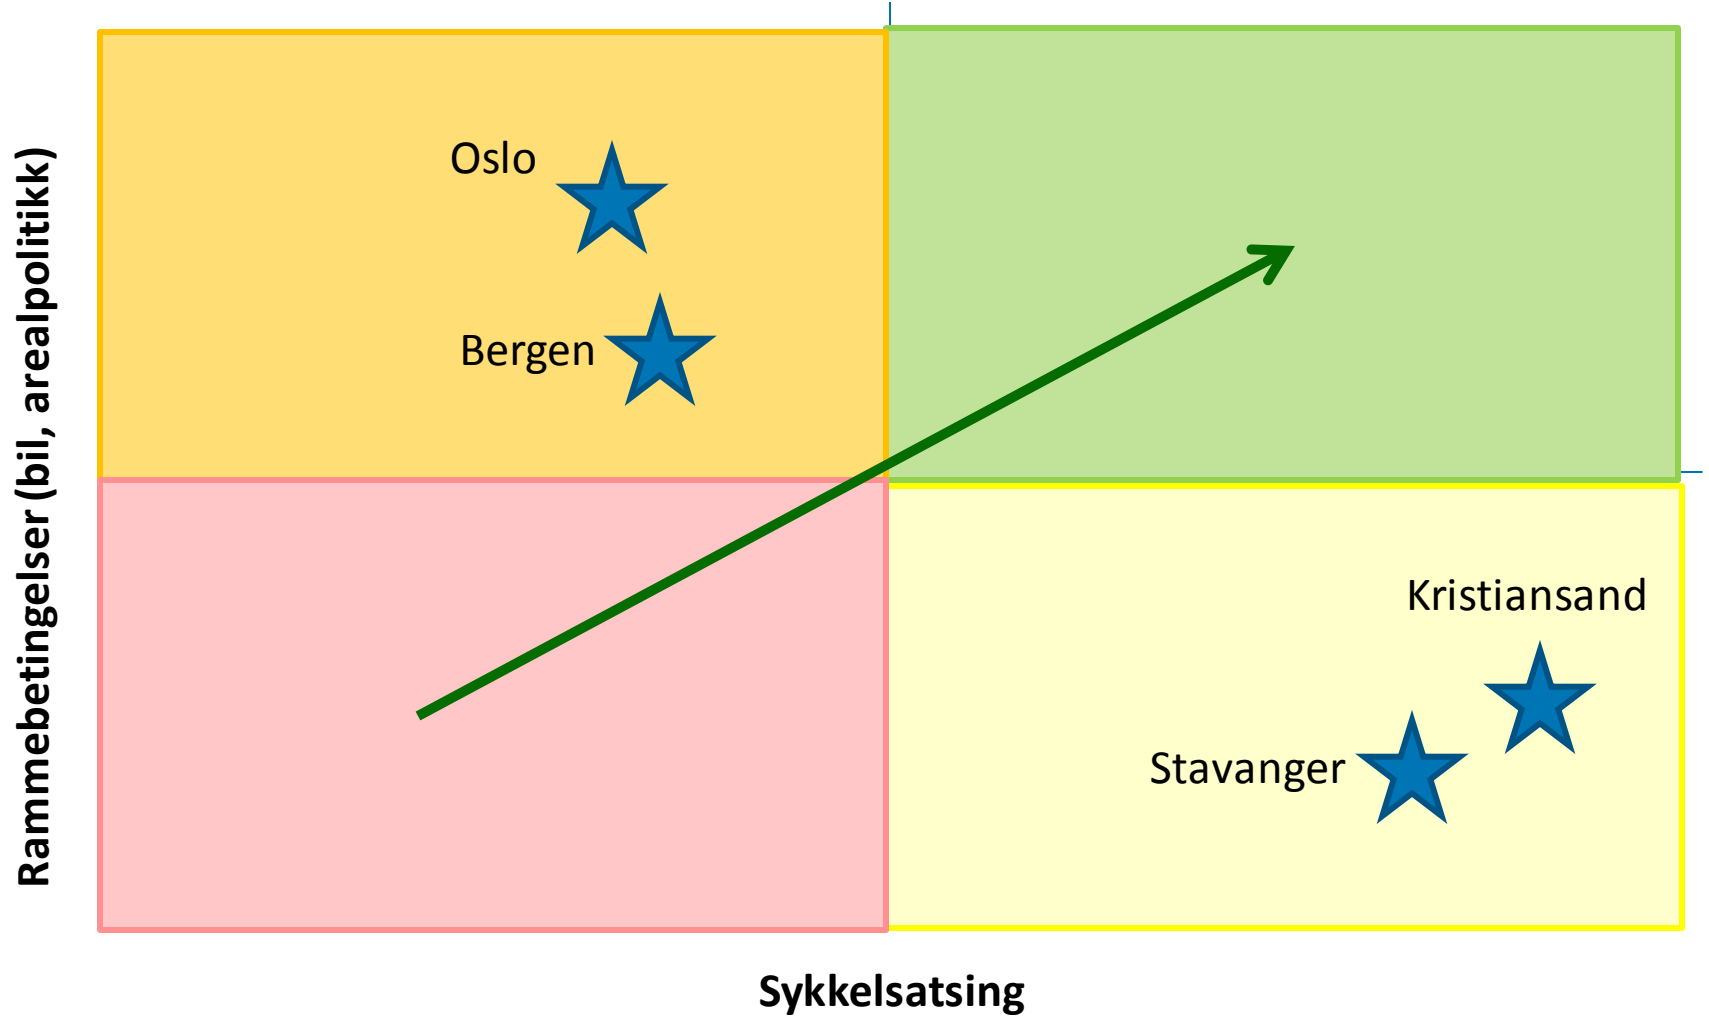 Rammebetingelser (bil, arealpolitikk)
Oslo
Bergen
Kristiansand
Stavanger
Sykkelsatsing